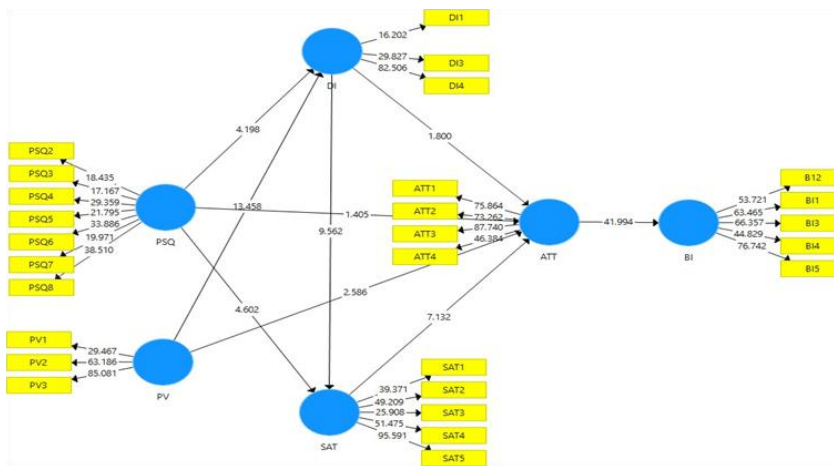 DI1
16.202
29.827
DI3
82.506
DI4
DI
4.198
1.800
PSQ2
18.435
PSQ3
17.167
PSQ4
29.359
21.795
PSQ5
33.886
PSQ6
19.971
PSQ7
38.510
PSQ8
PSQ
13.458
9.562
1.405
ATT1
75.864
ATT2
73.262
ATT3
87.740
46.384
ATT4
ATT
41.994
BI
53.721
B12
63.465
BI1
66.357
BI3
44.829
BI4
76.742
BI5
2.586
4.602
7.132
PV1
29.467
PV2
63.186
85.081
PV3
PV
SAT1
39.371
SAT2
49.209
25.908
SAT3
51.475
SAT4
95.591
SAT5
SAT